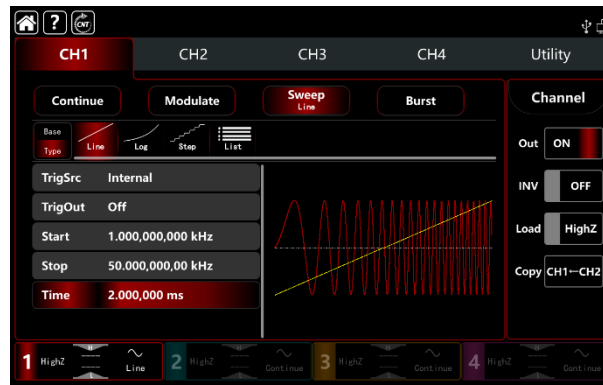 ? CNT
CH1 CH2 CH3 CH4 Utility
Continue Modulate Sweep Burst Channel
Line
Base
Type Line Log Step List
Out ON
TrigSrc Internal
INV OFF
TrigOut Off
Start 1.000,000,000 kHz
Load HighZ
Stop 50.000,000,00 kHz
Copy CH1←CH2
Time 2.000,000 ms
1 HighZ Line 2 HighZ Continue 3 HighZ Continue 4 HighZ Continue